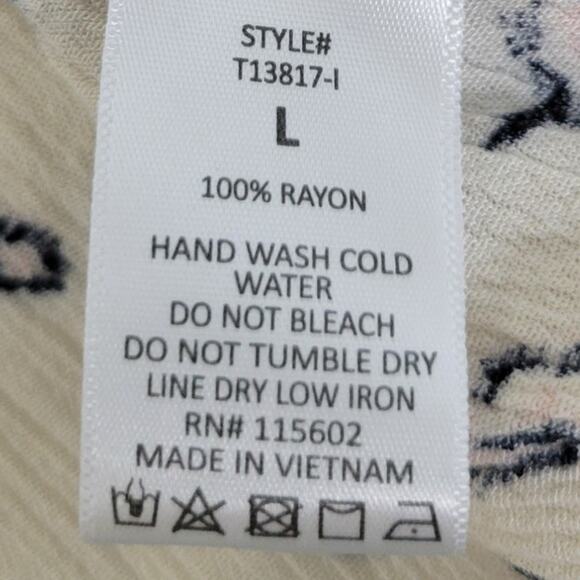 STYLE#
T13817-I
L
100% RAYON
HAND WASH COLD
WATER
DO NOT BLEACH
DO NOT TUMBLE DRY
LINE DRY LOW IRON
RN# 115602
MADE IN VIETNAM